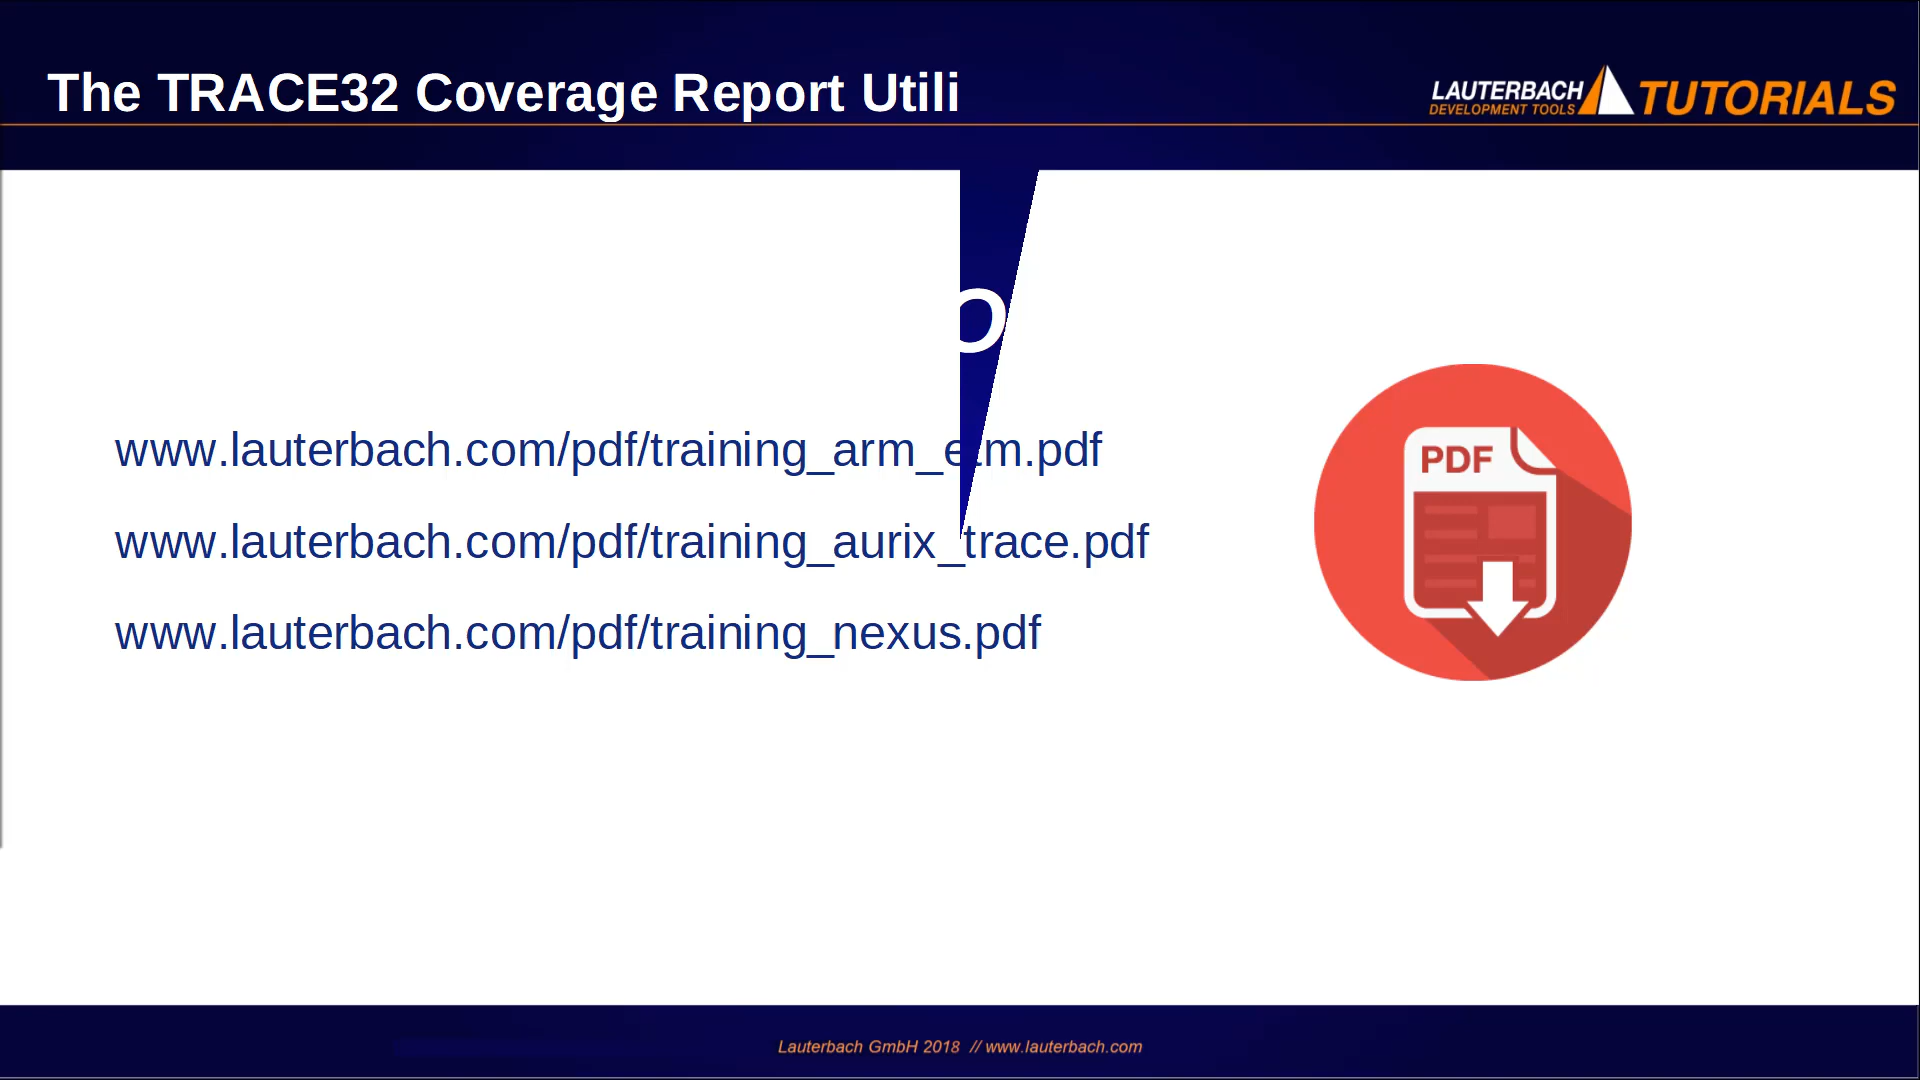 The TRACE32 Coverage Report Utili
LAUTERBACH
DEVELOPMENT TOOLS
TUTORIALS
www.lauterbach.com/pdf/training_arm_etm.pdf
www.lauterbach.com/pdf/training_aurix_trace.pdf
www.lauterbach.com/pdf/training_nexus.pdf
PDF
Lauterbach GmbH 2018 // www.lauterbach.com